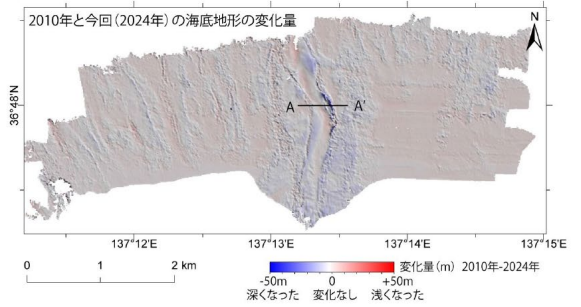 2010年と今回(2024年)の海底地形の変化量
N
36°48'N
A A'
137°12'E 137°13'E 137°14'E 137°15'E
0 1 2 km
-50m 0 +50m 変化量(m) 2010年-2024年
深くなった 変化なし 浅くなった